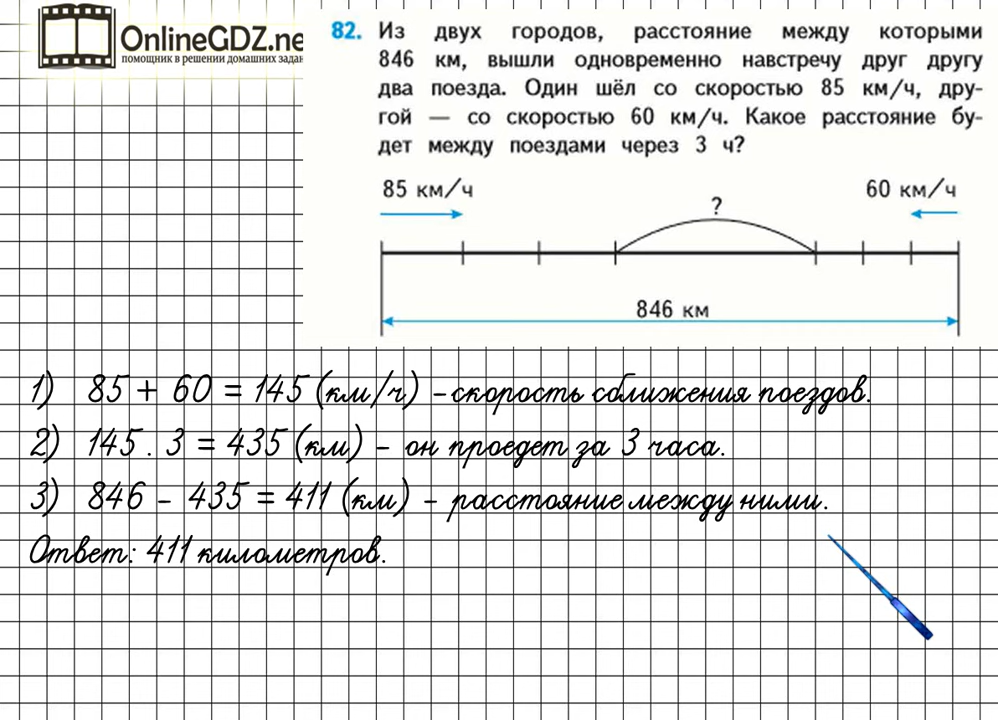 OnlineGDZ.ne
помощник в решении домашних задан
82. Из двух городов, расстояние между которыми
846 км, вышли одновременно навстречу друг другу
два поезда. Один шёл со скоростью 85 км/ч, дру-
гой — со скоростью 60 км/ч. Какое расстояние бу-
дет между поездами через 3 ч?
85 км/ч 60 км/ч
?
846 км
1) 85 + 60 = 145 (км/ч) – скорость сближения поездов.
2) 145 . 3 = 435 (км) – он проедет за 3 часа.
3) 846 – 435 = 411 (км) – расстояние между ними.
Ответ: 411 километров.